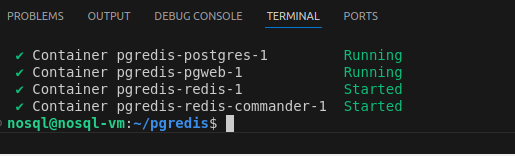 PROBLEMS OUTPUT DEBUG CONSOLE TERMINAL PORTS
✔ Container pgredis-postgres-1 Running
✔ Container pgredis-pgweb-1 Running
✔ Container pgredis-redis-1 Started
✔ Container pgredis-redis-commander-1 Started
nosql@nosql-vm:~/pgredis$